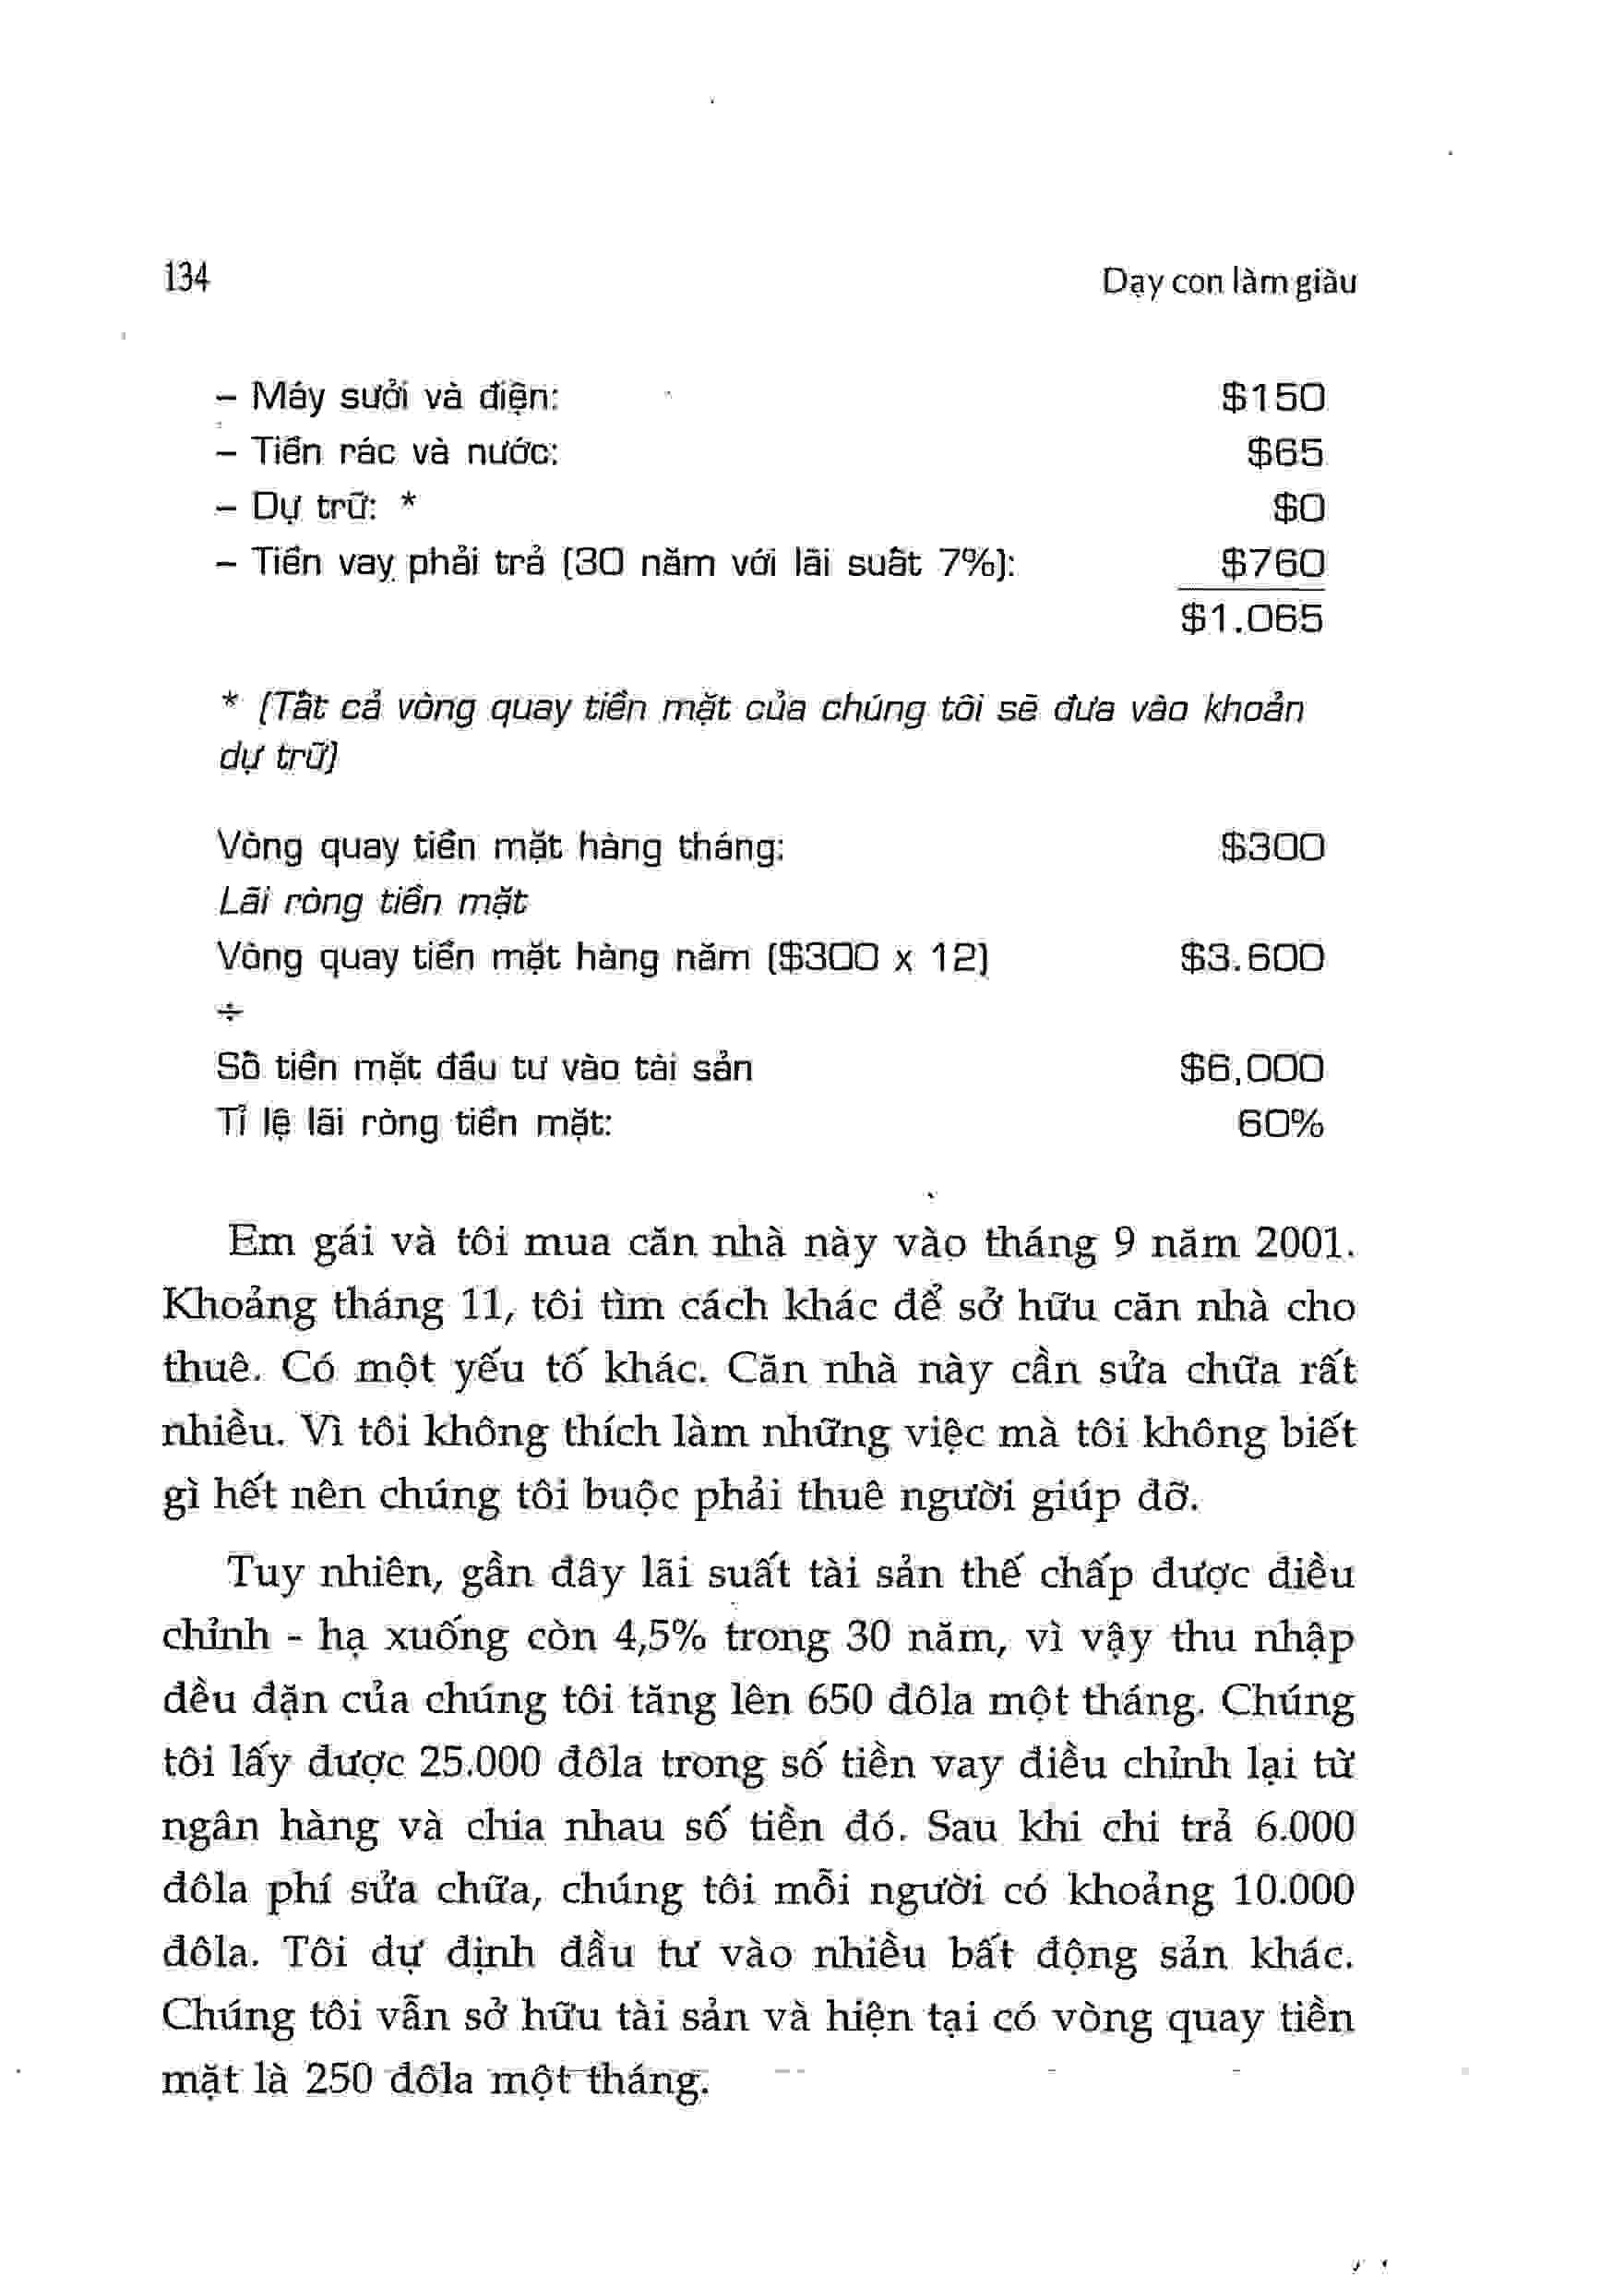 134 Dạy con làm giàu
– Máy sưởi và điện: $150
– Tiền rác và nước: $65
– Dự trữ: * $0
– Tiền vay phải trả (30 năm với lãi suất 7%): $760
$1.065
* (Tất cả vòng quay tiền mặt của chúng tôi sẽ đưa vào khoản
dự trữ)
Vòng quay tiền mặt hàng tháng: $300
Lãi ròng tiền mặt
Vòng quay tiền mặt hàng năm ($300 x 12) $3.600
÷
Số tiền mặt đầu tư vào tài sản $6,000
Tỉ lệ lãi ròng tiền mặt: 60%
Em gái và tôi mua căn nhà này vào tháng 9 năm 2001.
Khoảng tháng 11, tôi tìm cách khác để sở hữu căn nhà cho
thuê. Có một yếu tố khác. Căn nhà này cần sửa chữa rất
nhiều. Vì tôi không thích làm những việc mà tôi không biết
gì hết nên chúng tôi buộc phải thuê người giúp đỡ.
Tuy nhiên, gần đây lãi suất tài sản thế chấp được điều
chỉnh - hạ xuống còn 4,5% trong 30 năm, vì vậy thu nhập
đều đặn của chúng tôi tăng lên 650 đôla một tháng. Chúng
tôi lấy được 25.000 đôla trong số tiền vay điều chỉnh lại từ
ngân hàng và chia nhau số tiền đó. Sau khi chi trả 6.000
đôla phí sửa chữa, chúng tôi mỗi người có khoảng 10.000
đôla. Tôi dự định đầu tư vào nhiều bất động sản khác.
Chúng tôi vẫn sở hữu tài sản và hiện tại có vòng quay tiền
mặt là 250 đôla một tháng.